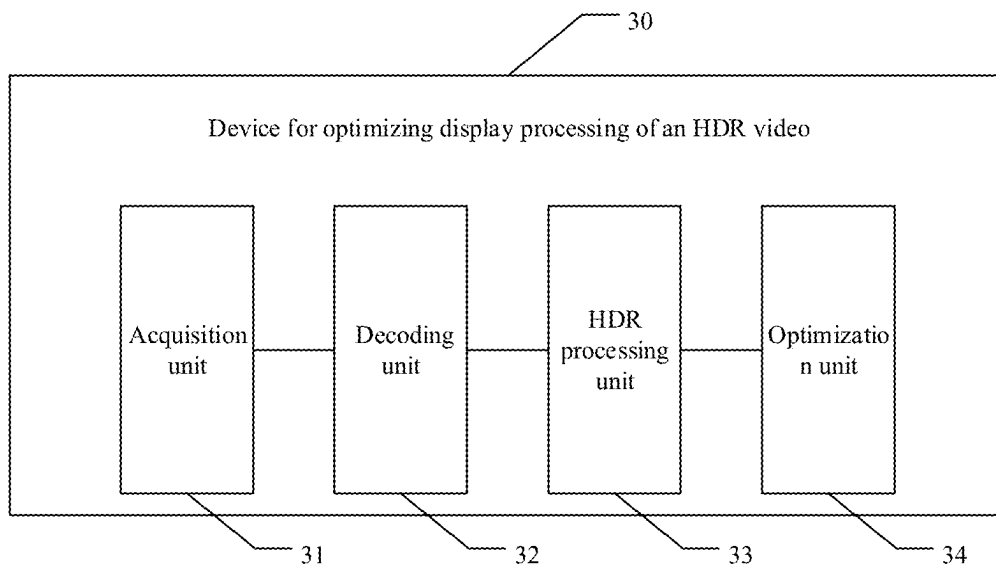 30
Device for optimizing display processing of an HDR video
Acquisition
unit
Decoding
unit
HDR
processing
unit
Optimizatio
n unit
31
32
33
34